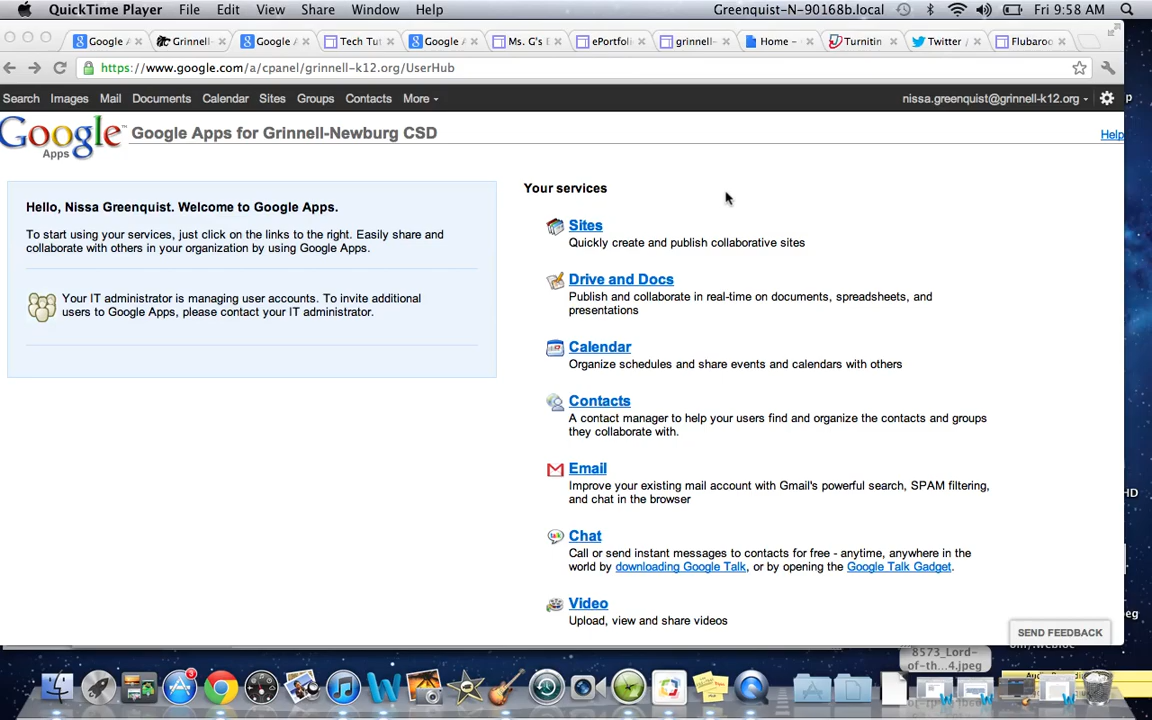 QuickTime Player File Edit View Share Window Help Greenquist-N-90168b.local Fri 9:58 AM
Google A Grinnell- Google A Tech Tut Google A Ms. G's E ePortfoli grinnell- Home - Turnitin Twitter / Flubaroo
https://www.google.com/a/cpanel/grinnell-k12.org/UserHub
Search Images Mail Documents Calendar Sites Groups Contacts More nissa.greenquist@grinnell-k12.org
Google Apps
Google Apps for Grinnell-Newburg CSD
Help
Hello, Nissa Greenquist. Welcome to Google Apps.
To start using your services, just click on the links to the right. Easily share and
collaborate with others in your organization by using Google Apps.
Your IT administrator is managing user accounts. To invite additional
users to Google Apps, please contact your IT administrator.
Your services
Sites
Quickly create and publish collaborative sites
Drive and Docs
Publish and collaborate in real-time on documents, spreadsheets, and
presentations
Calendar
Organize schedules and share events and calendars with others
Contacts
A contact manager to help your users find and organize the contacts and groups
they collaborate with.
Email
Improve your existing mail account with Gmail's powerful search, SPAM filtering,
and chat in the browser
Chat
Call or send instant messages to contacts for free - anytime, anywhere in the
world by downloading Google Talk, or by opening the Google Talk Gadget.
Video
Upload, view and share videos
SEND FEEDBACK
8573_Lord-
of-th...4.jpeg